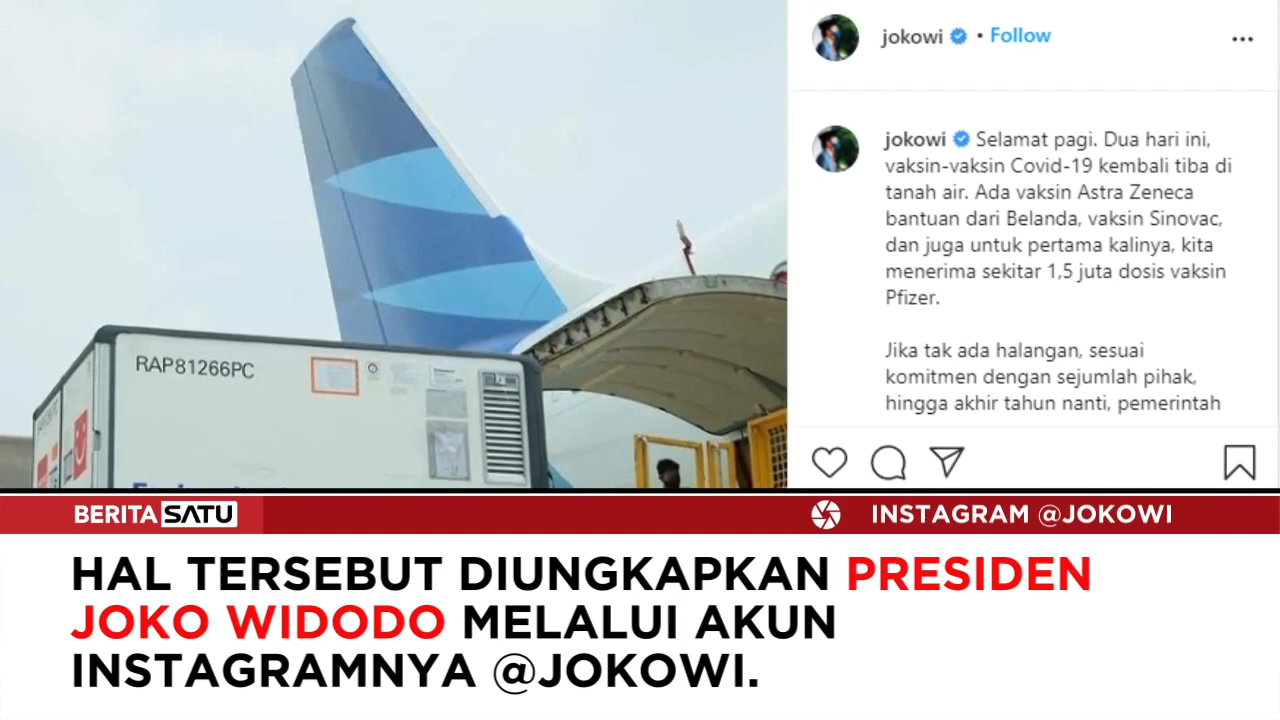 jokowi • Follow
jokowi Selamat pagi. Dua hari ini,
vaksin-vaksin Covid-19 kembali tiba di
tanah air. Ada vaksin Astra Zeneca
bantuan dari Belanda, vaksin Sinovac,
dan juga untuk pertama kalinya, kita
menerima sekitar 1,5 juta dosis vaksin
Pfizer.
Jika tak ada halangan, sesuai
komitmen dengan sejumlah pihak,
hingga akhir tahun nanti, pemerintah
RAP81266PC
BERITA SATU
INSTAGRAM @JOKOWI
HAL TERSEBUT DIUNGKAPKAN PRESIDEN
JOKO WIDODO MELALUI AKUN
INSTAGRAMNYA @JOKOWI.